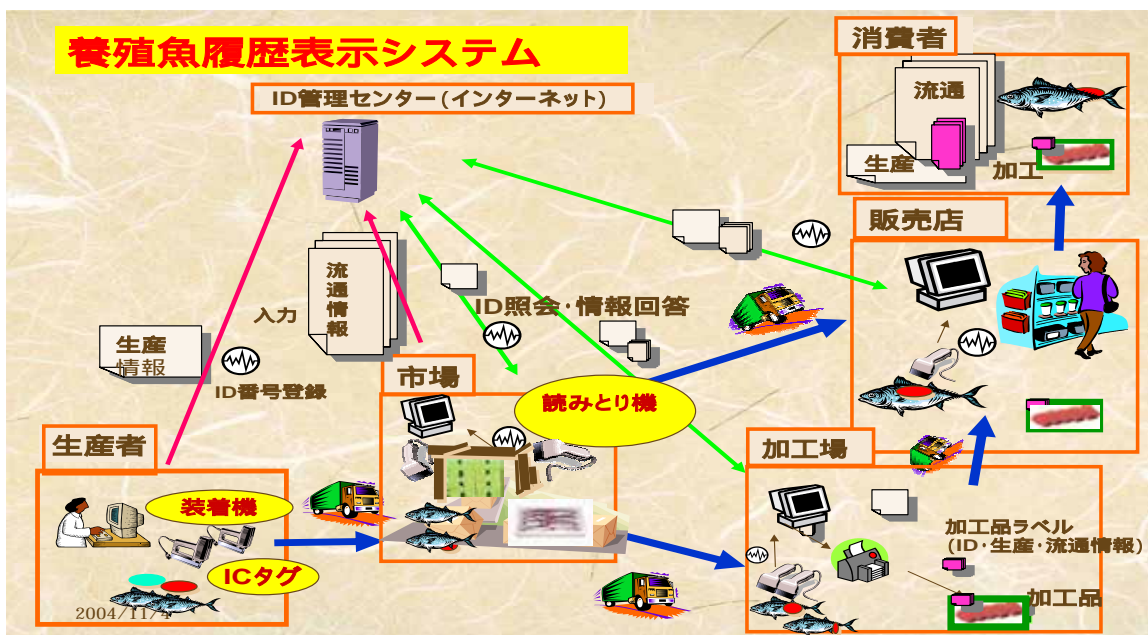 養殖魚履歴表示システム
ID管理センター(インターネット)
消費者
流通
生産
加工
販売店
流
通
情
報
入力
ID照会・情報回答
生産
情報
ID番号登録
市場
読みとり機
生産者
装着機
ICタグ
2004/11/4
加工場
加工品ラベル
(ID・生産・流通情報)
加工品